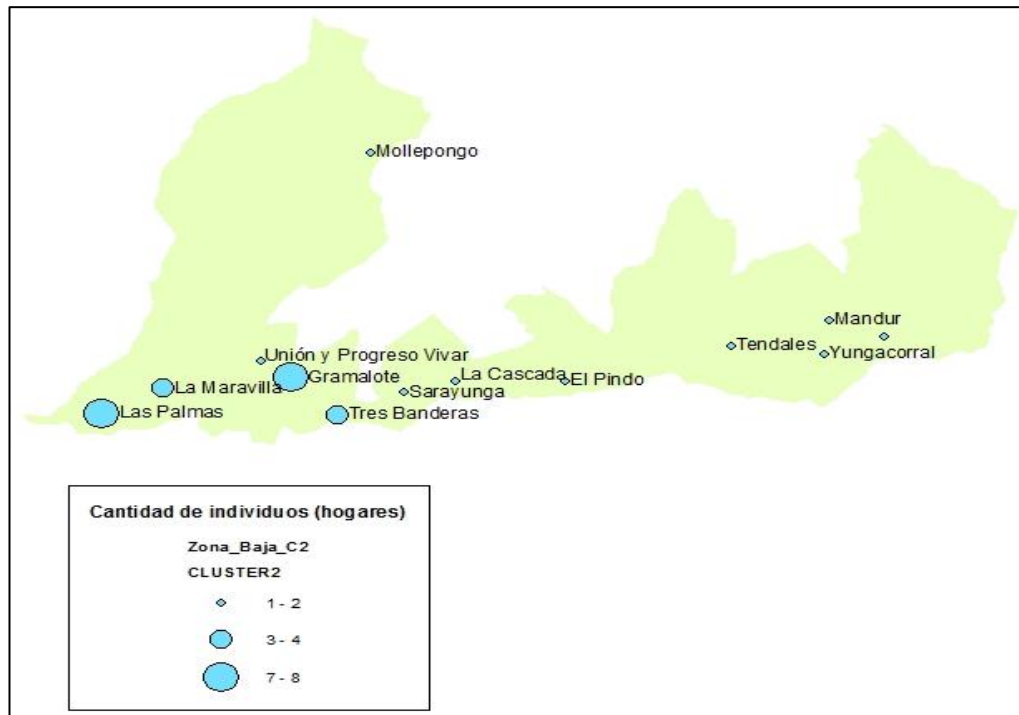 Mollepongo
Mandur
Tendales
Yungacorral
Unión y Progreso Vivar
Gramalote
La Maravilla
La Cascada
El Pindo
Sarayunga
Las Palmas
Tres Banderas
Cantidad de individuos (hogares)
Zona_Baja_C2
CLUSTER2
1 - 2
3 - 4
7 - 8